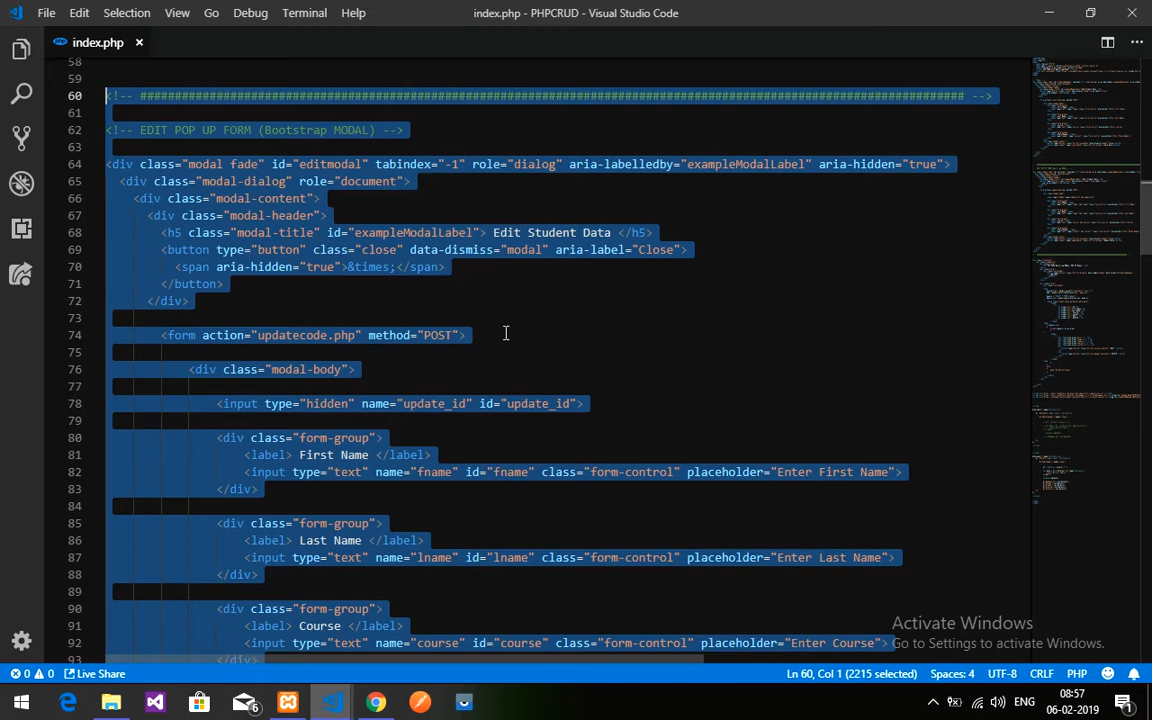 File Edit Selection View Go Debug Terminal Help
index.php - PHPCRUD - Visual Studio Code
index.php
58
59
60 <!-- ######################################################################################################################## -->
61
62 <!-- EDIT POP UP FORM (Bootstrap MODAL) -->
63
64 <div class="modal fade" id="editmodal" tabindex="-1" role="dialog" aria-labelledby="exampleModalLabel" aria-hidden="true">
65 <div class="modal-dialog" role="document">
66 <div class="modal-content">
67 <div class="modal-header">
68 <h5 class="modal-title" id="exampleModalLabel"> Edit Student Data </h5>
69 <button type="button" class="close" data-dismiss="modal" aria-label="Close">
70 <span aria-hidden="true">&times;</span>
71 </button>
72 </div>
73
74 <form action="updatecode.php" method="POST">
75
76 <div class="modal-body">
77
78 <input type="hidden" name="update_id" id="update_id">
79
80 <div class="form-group">
81 <label> First Name </label>
82 <input type="text" name="fname" id="fname" class="form-control" placeholder="Enter First Name">
83 </div>
84
85 <div class="form-group">
86 <label> Last Name </label>
87 <input type="text" name="lname" id="lname" class="form-control" placeholder="Enter Last Name">
88 </div>
89
90 <div class="form-group">
91 <label> Course </label>
92 <input type="text" name="course" id="course" class="form-control" placeholder="Enter Course">
93 </div>
Activate Windows
Go to Settings to activate Windows.
0 0 Live Share
Ln 60, Col 1 (2215 selected) Spaces: 4 UTF-8 CRLF PHP
6
ENG
08:57
06-02-2019
1